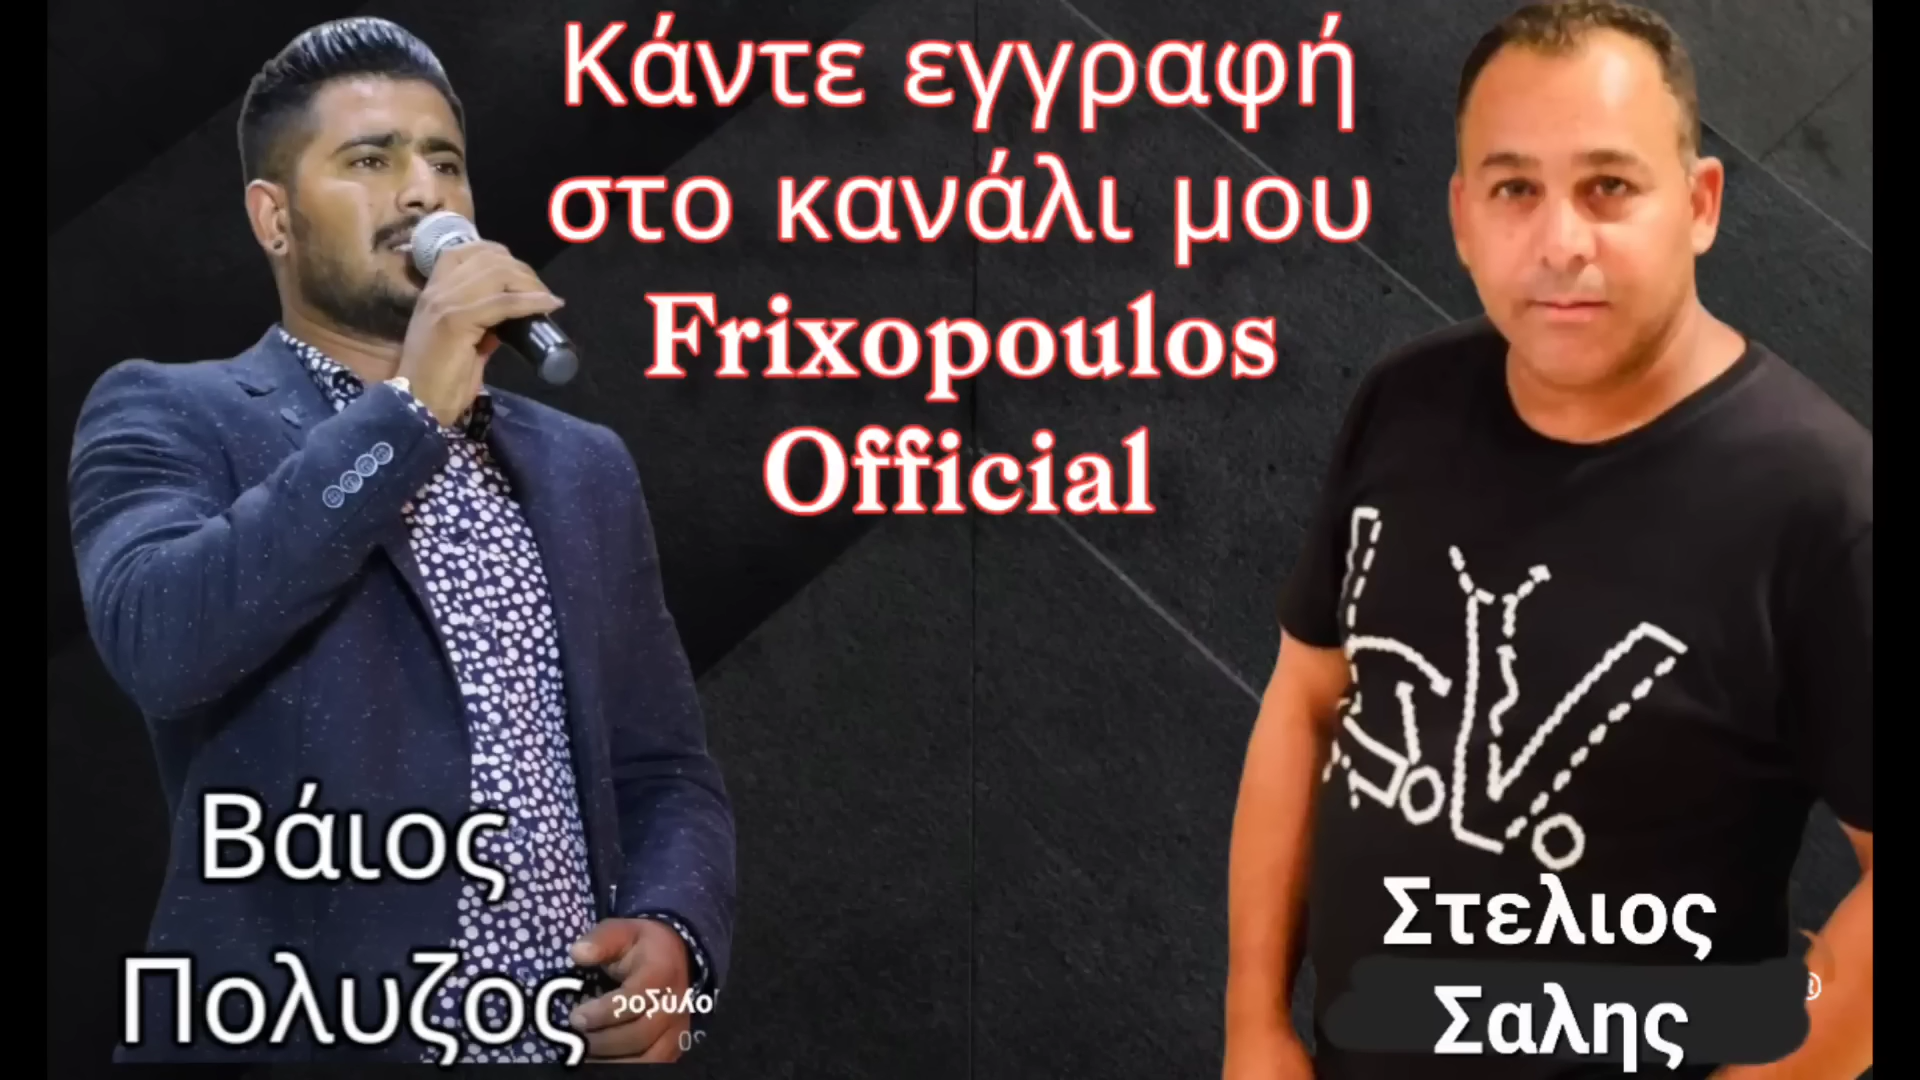 Κάντε εγγραφή
στο κανάλι μου
Frixopoulos
Official
Βάιος
Πολυζος
Στελιος
Σαλης